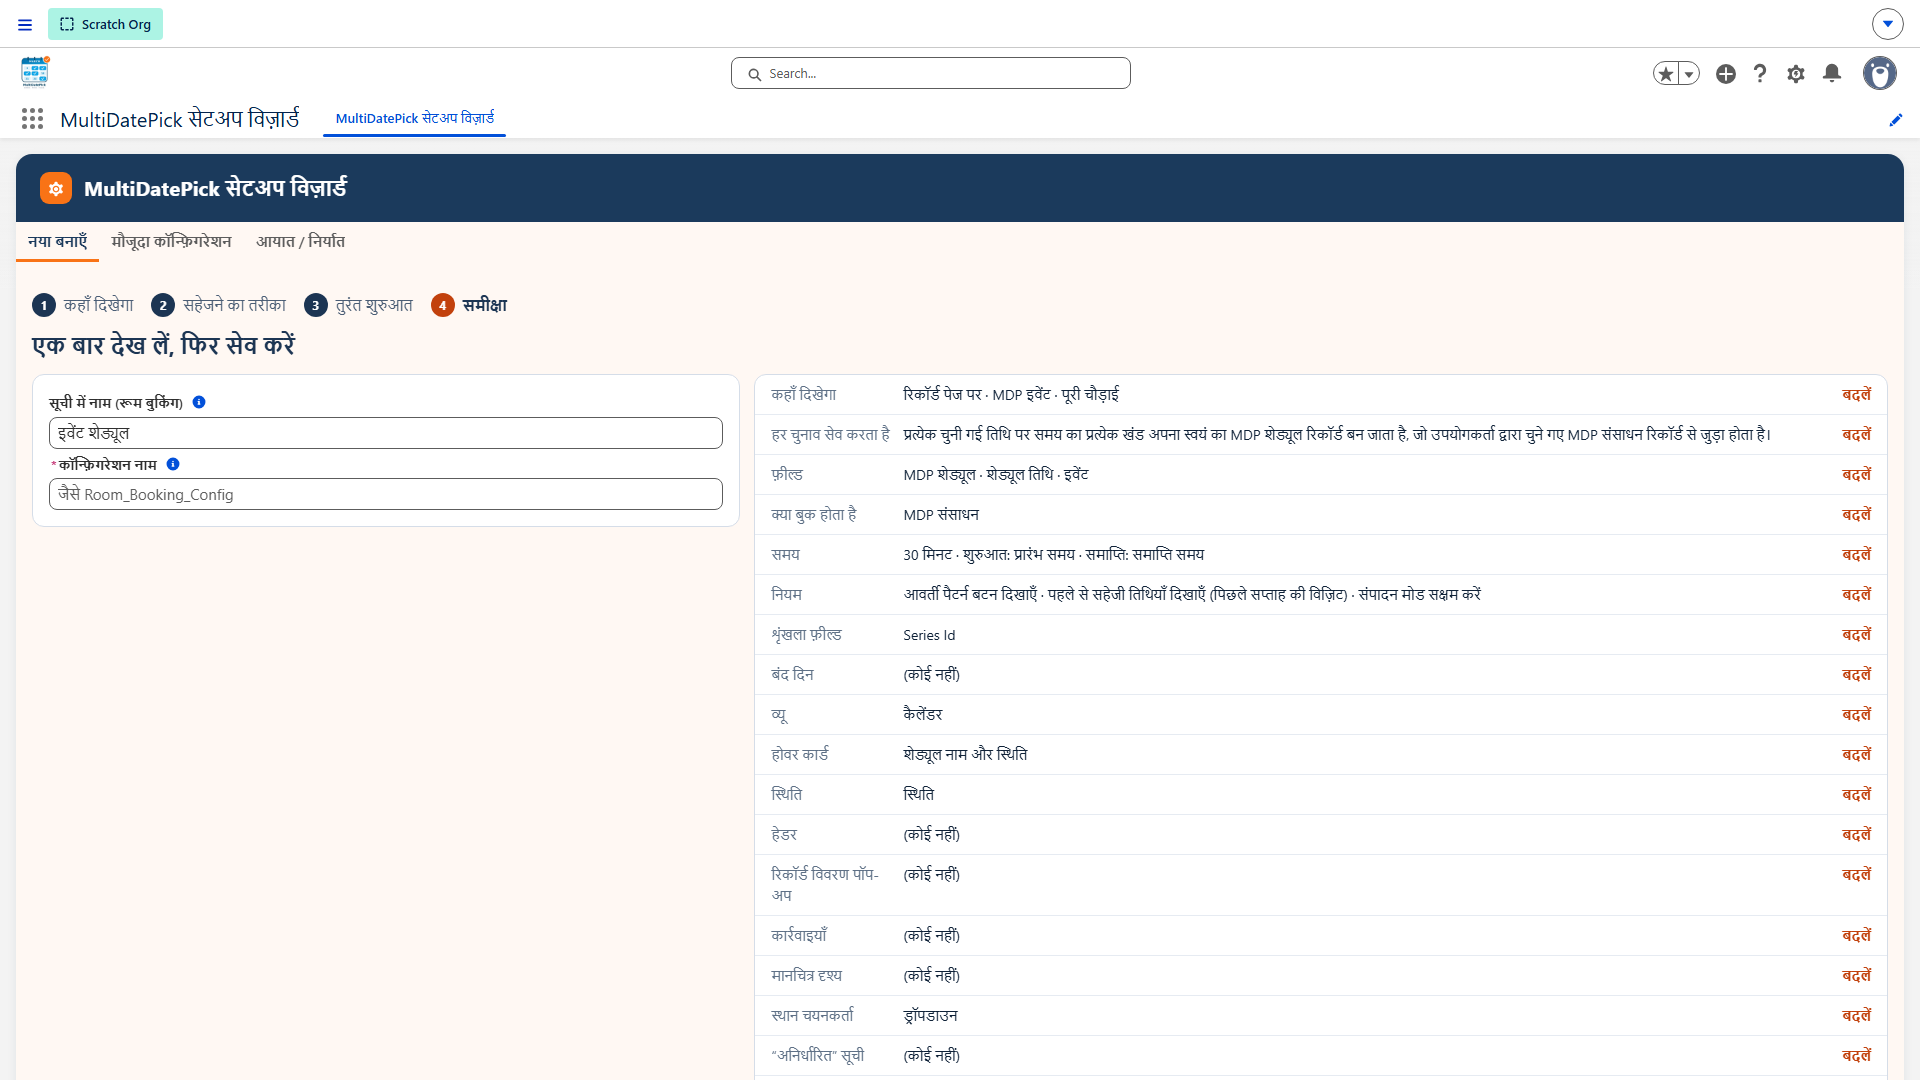 Scratch Org
Search...
MultiDatePick सेटअप विज़ार्ड
MultiDatePick सेटअप विज़ार्ड
MultiDatePick सेटअप विज़ार्ड
नया बनाएँ
मौजूदा कॉन्फ़िगरेशन
आयात / निर्यात
1 कहाँ दिखेगा
2 सहेजने का तरीका
3 तुरंत शुरुआत
4 समीक्षा
एक बार देख लें, फिर सेव करें
सूची में नाम (रूम बुकिंग)
इवेंट शेड्यूल
*कॉन्फ़िगरेशन नाम
जैसे Room_Booking_Config
कहाँ दिखेगा रिकॉर्ड पेज पर · MDP इवेंट · पूरी चौड़ाई बदलें
हर चुनाव सेव करता है प्रत्येक चुनी गई तिथि पर समय का प्रत्येक खंड अपना स्वयं का MDP शेड्यूल रिकॉर्ड बन जाता है, जो उपयोगकर्ता द्वारा चुने गए MDP संसाधन रिकॉर्ड से जुड़ा होता है। बदलें
फ़ील्ड MDP शेड्यूल · शेड्यूल तिथि · इवेंट बदलें
क्या बुक होता है MDP संसाधन बदलें
समय 30 मिनट · शुरुआत: प्रारंभ समय · समाप्ति: समाप्ति समय बदलें
नियम आवर्ती पैटर्न बटन दिखाएँ · पहले से सहेजी तिथियाँ दिखाएँ (पिछले सप्ताह की विज़िट) · संपादन मोड सक्षम करें बदलें
शृंखला फ़ील्ड Series Id बदलें
बंद दिन (कोई नहीं) बदलें
व्यू कैलेंडर बदलें
होवर कार्ड शेड्यूल नाम और स्थिति बदलें
स्थिति स्थिति बदलें
हेडर (कोई नहीं) बदलें
रिकॉर्ड विवरण पॉप-अप (कोई नहीं) बदलें
कार्रवाइयाँ (कोई नहीं) बदलें
मानचित्र दृश्य (कोई नहीं) बदलें
स्थान चयनकर्ता ड्रॉपडाउन बदलें
"अनिर्धारित" सूची (कोई नहीं) बदलें